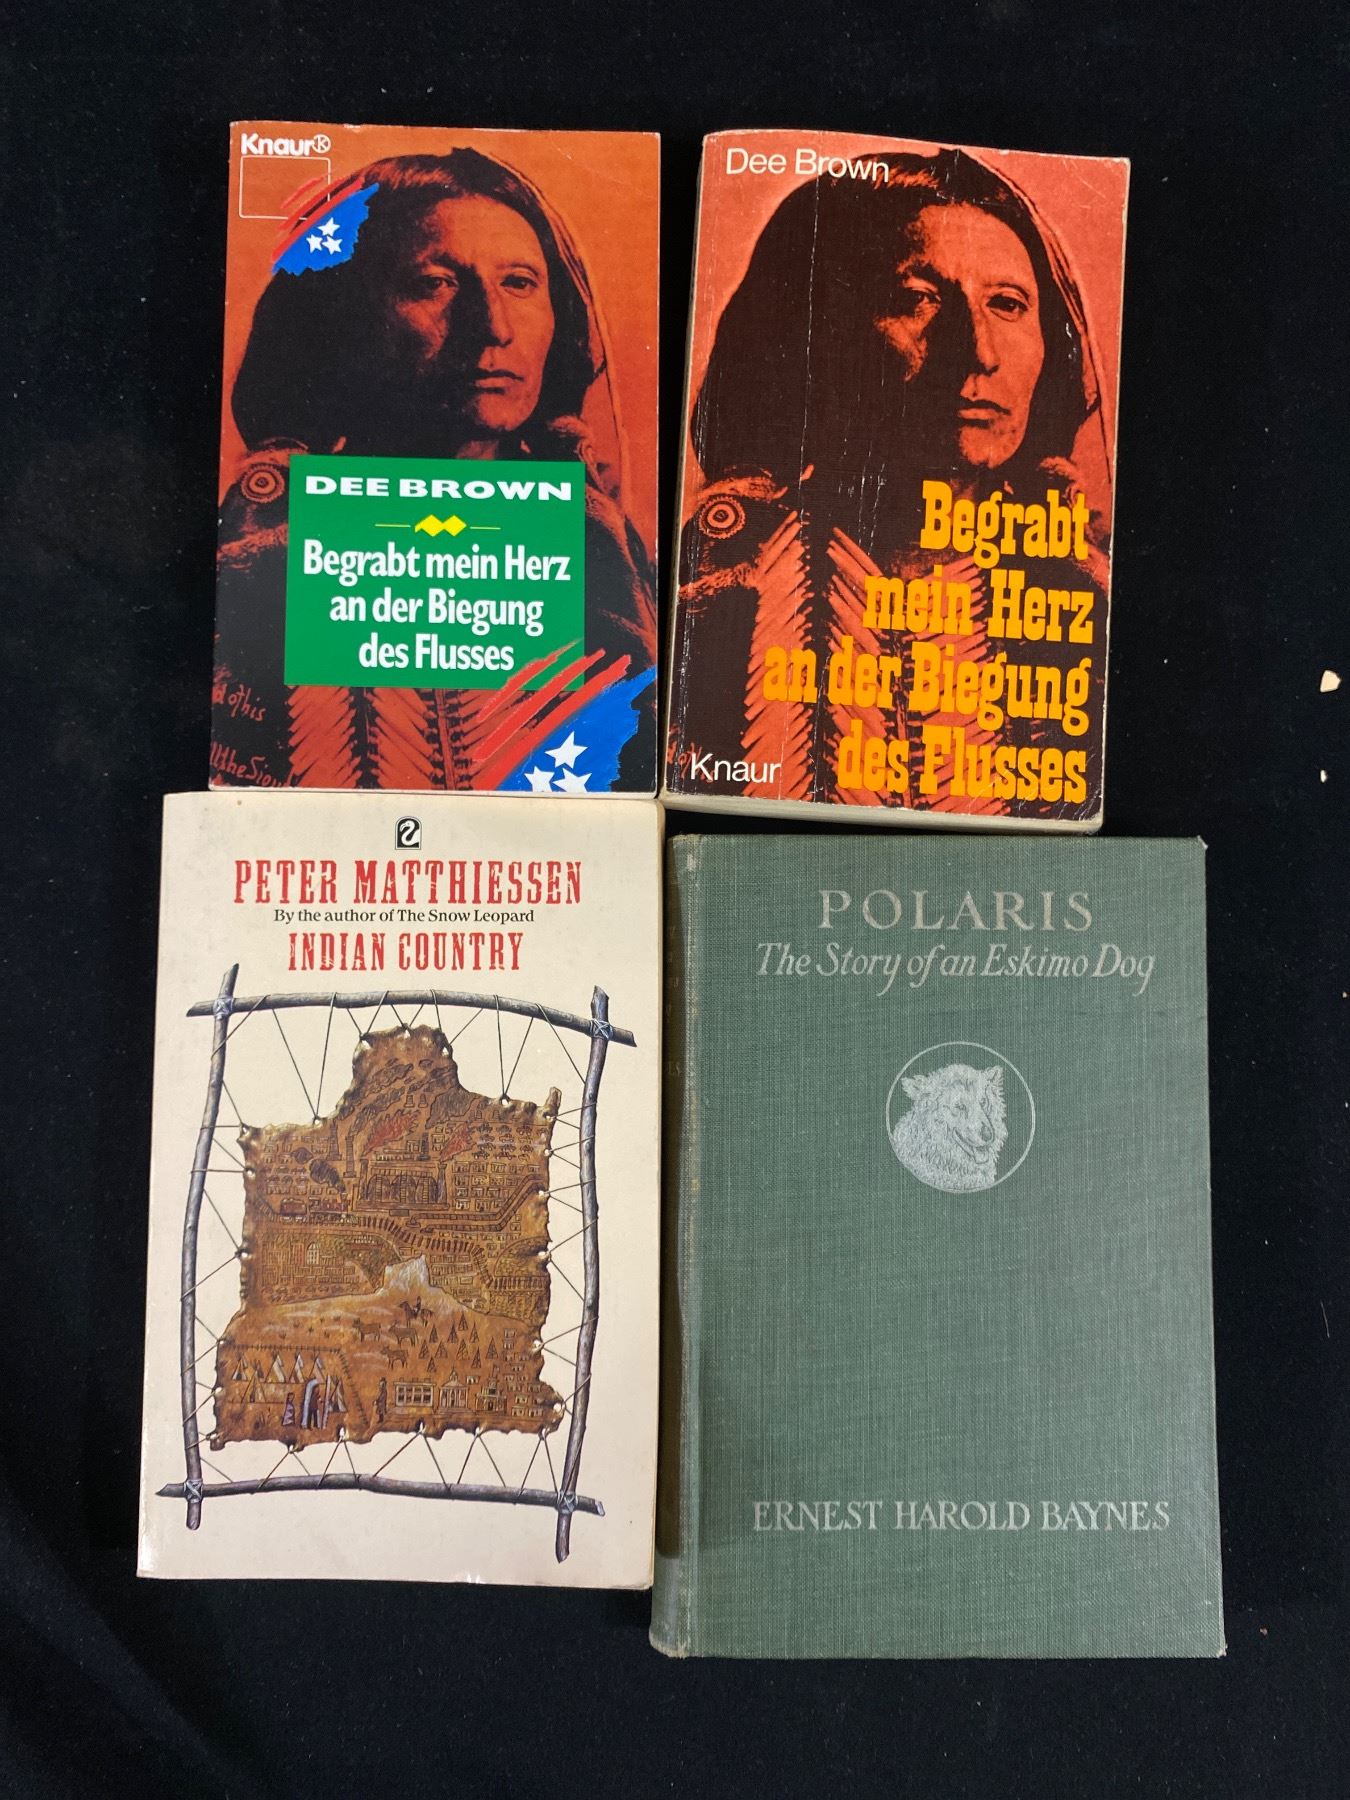 Knaur K
DEE BROWN
Begrabt mein Herz
an der Biegung
des Flusses
Dee Brown
Begrabt
mein Herz
an der Biegung
des Flusses
Knaur
PETER MATTHIESSEN
By the author of The Snow Leopard
INDIAN COUNTRY
POLARIS
The Story of an Eskimo Dog
ERNEST HAROLD BAYNES